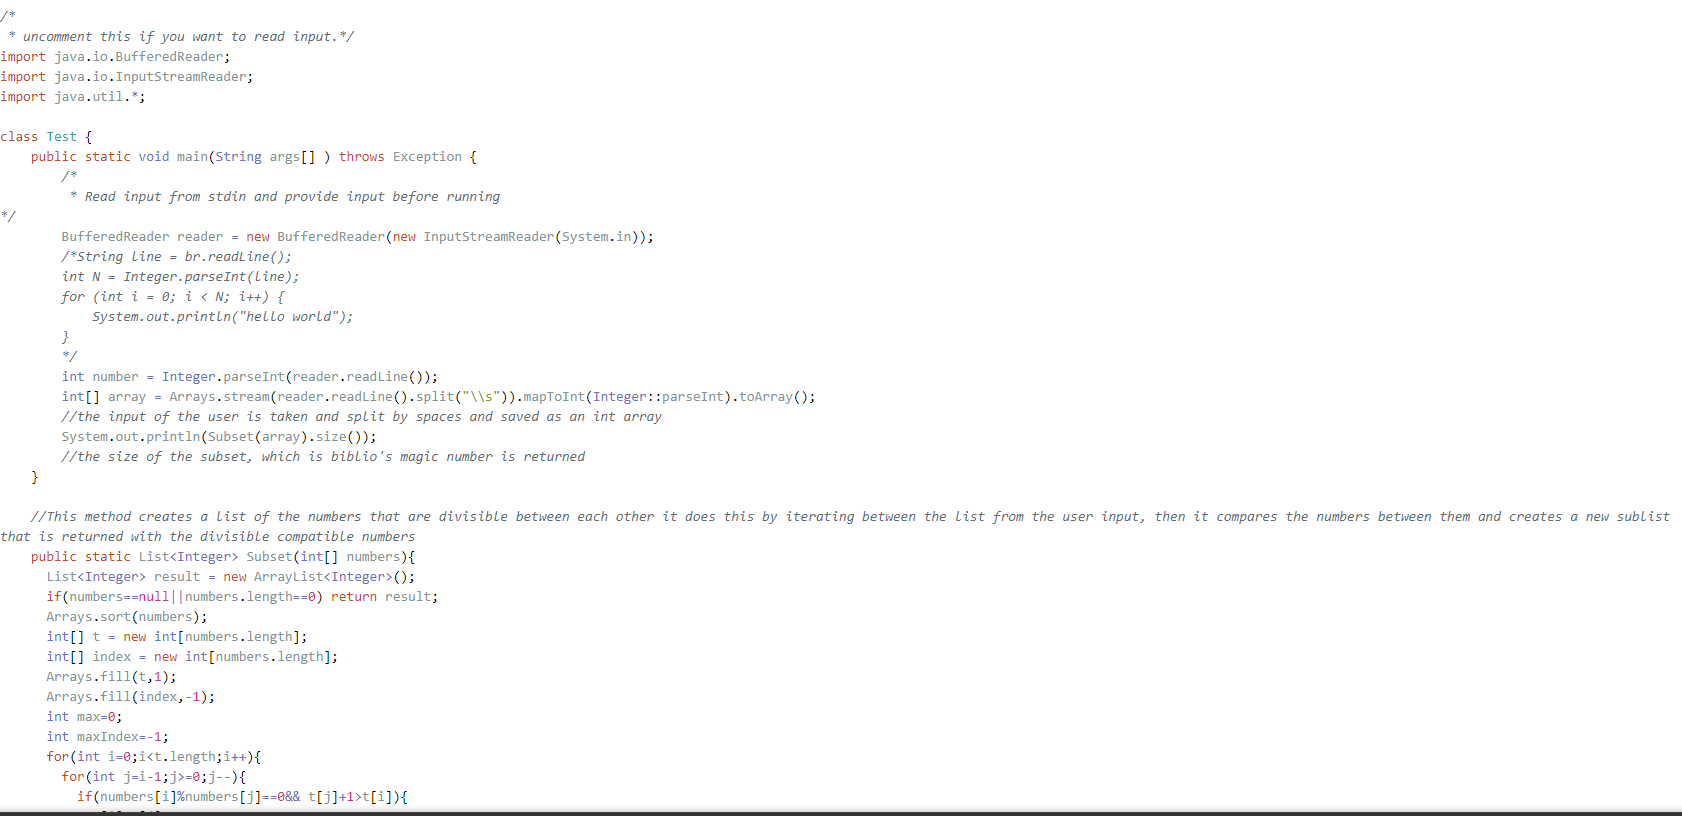 /*
 * uncomment this if you want to read input.*/
import java.io.BufferedReader;
import java.io.InputStreamReader;
import java.util.*;

class Test {
    public static void main(String args[] ) throws Exception {
        /*
         * Read input from stdin and provide input before running
*/
        BufferedReader reader = new BufferedReader(new InputStreamReader(System.in));
        /*String line = br.readLine();
        int N = Integer.parseInt(line);
        for (int i = 0; i < N; i++) {
            System.out.println("hello world");
        }
        */
        int number = Integer.parseInt(reader.readLine());
        int[] array = Arrays.stream(reader.readLine().split("\\s")).mapToInt(Integer::parseInt).toArray();
        //the input of the user is taken and split by spaces and saved as an int array
        System.out.println(Subset(array).size());
        //the size of the subset, which is biblio's magic number is returned
    }

    //This method creates a list of the numbers that are divisible between each other it does this by iterating between the list from the user input, then it compares the numbers between them and creates a new sublist
that is returned with the divisible compatible numbers
    public static List<Integer> Subset(int[] numbers){
      List<Integer> result = new ArrayList<Integer>();
      if(numbers==null||numbers.length==0) return result;
      Arrays.sort(numbers);
      int[] t = new int[numbers.length];
      int[] index = new int[numbers.length];
      Arrays.fill(t,1);
      Arrays.fill(index,-1);
      int max=0;
      int maxIndex=-1;
      for(int i=0;i<t.length;i++){
        for(int j=i-1;j>=0;j--){
          if(numbers[i]%numbers[j]==0&& t[j]+1>t[i]){